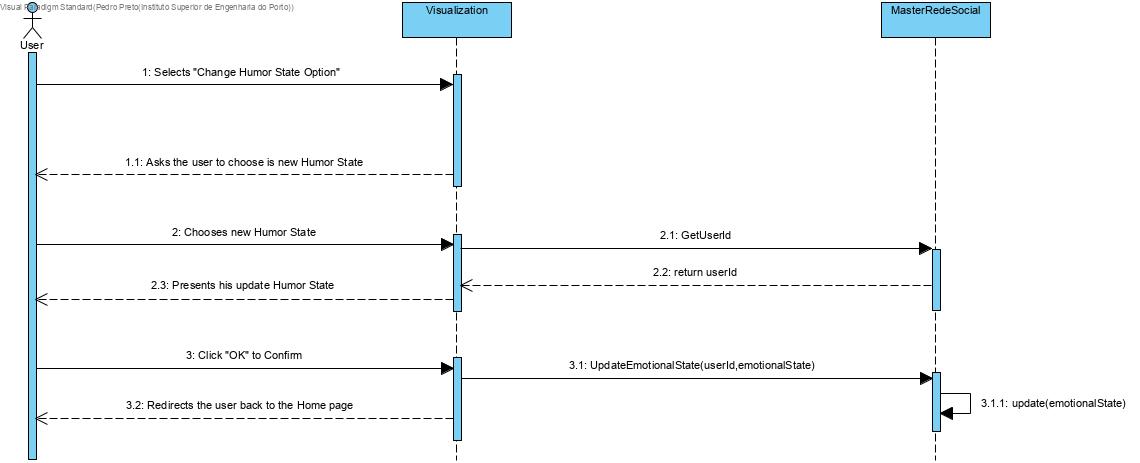 Visual Paradigm Standard(Pedro Preto(Instituto Superior de Engenharia do Porto))
User
Visualization
MasterRedeSocial
1: Selects "Change Humor State Option"
1.1: Asks the user to choose is new Humor State
2: Chooses new Humor State
2.1: GetUserId
2.2: return userId
2.3: Presents his update Humor State
3: Click "OK" to Confirm
3.1: UpdateEmotionalState(userId,emotionalState)
3.1.1: update(emotionalState)
3.2: Redirects the user back to the Home page